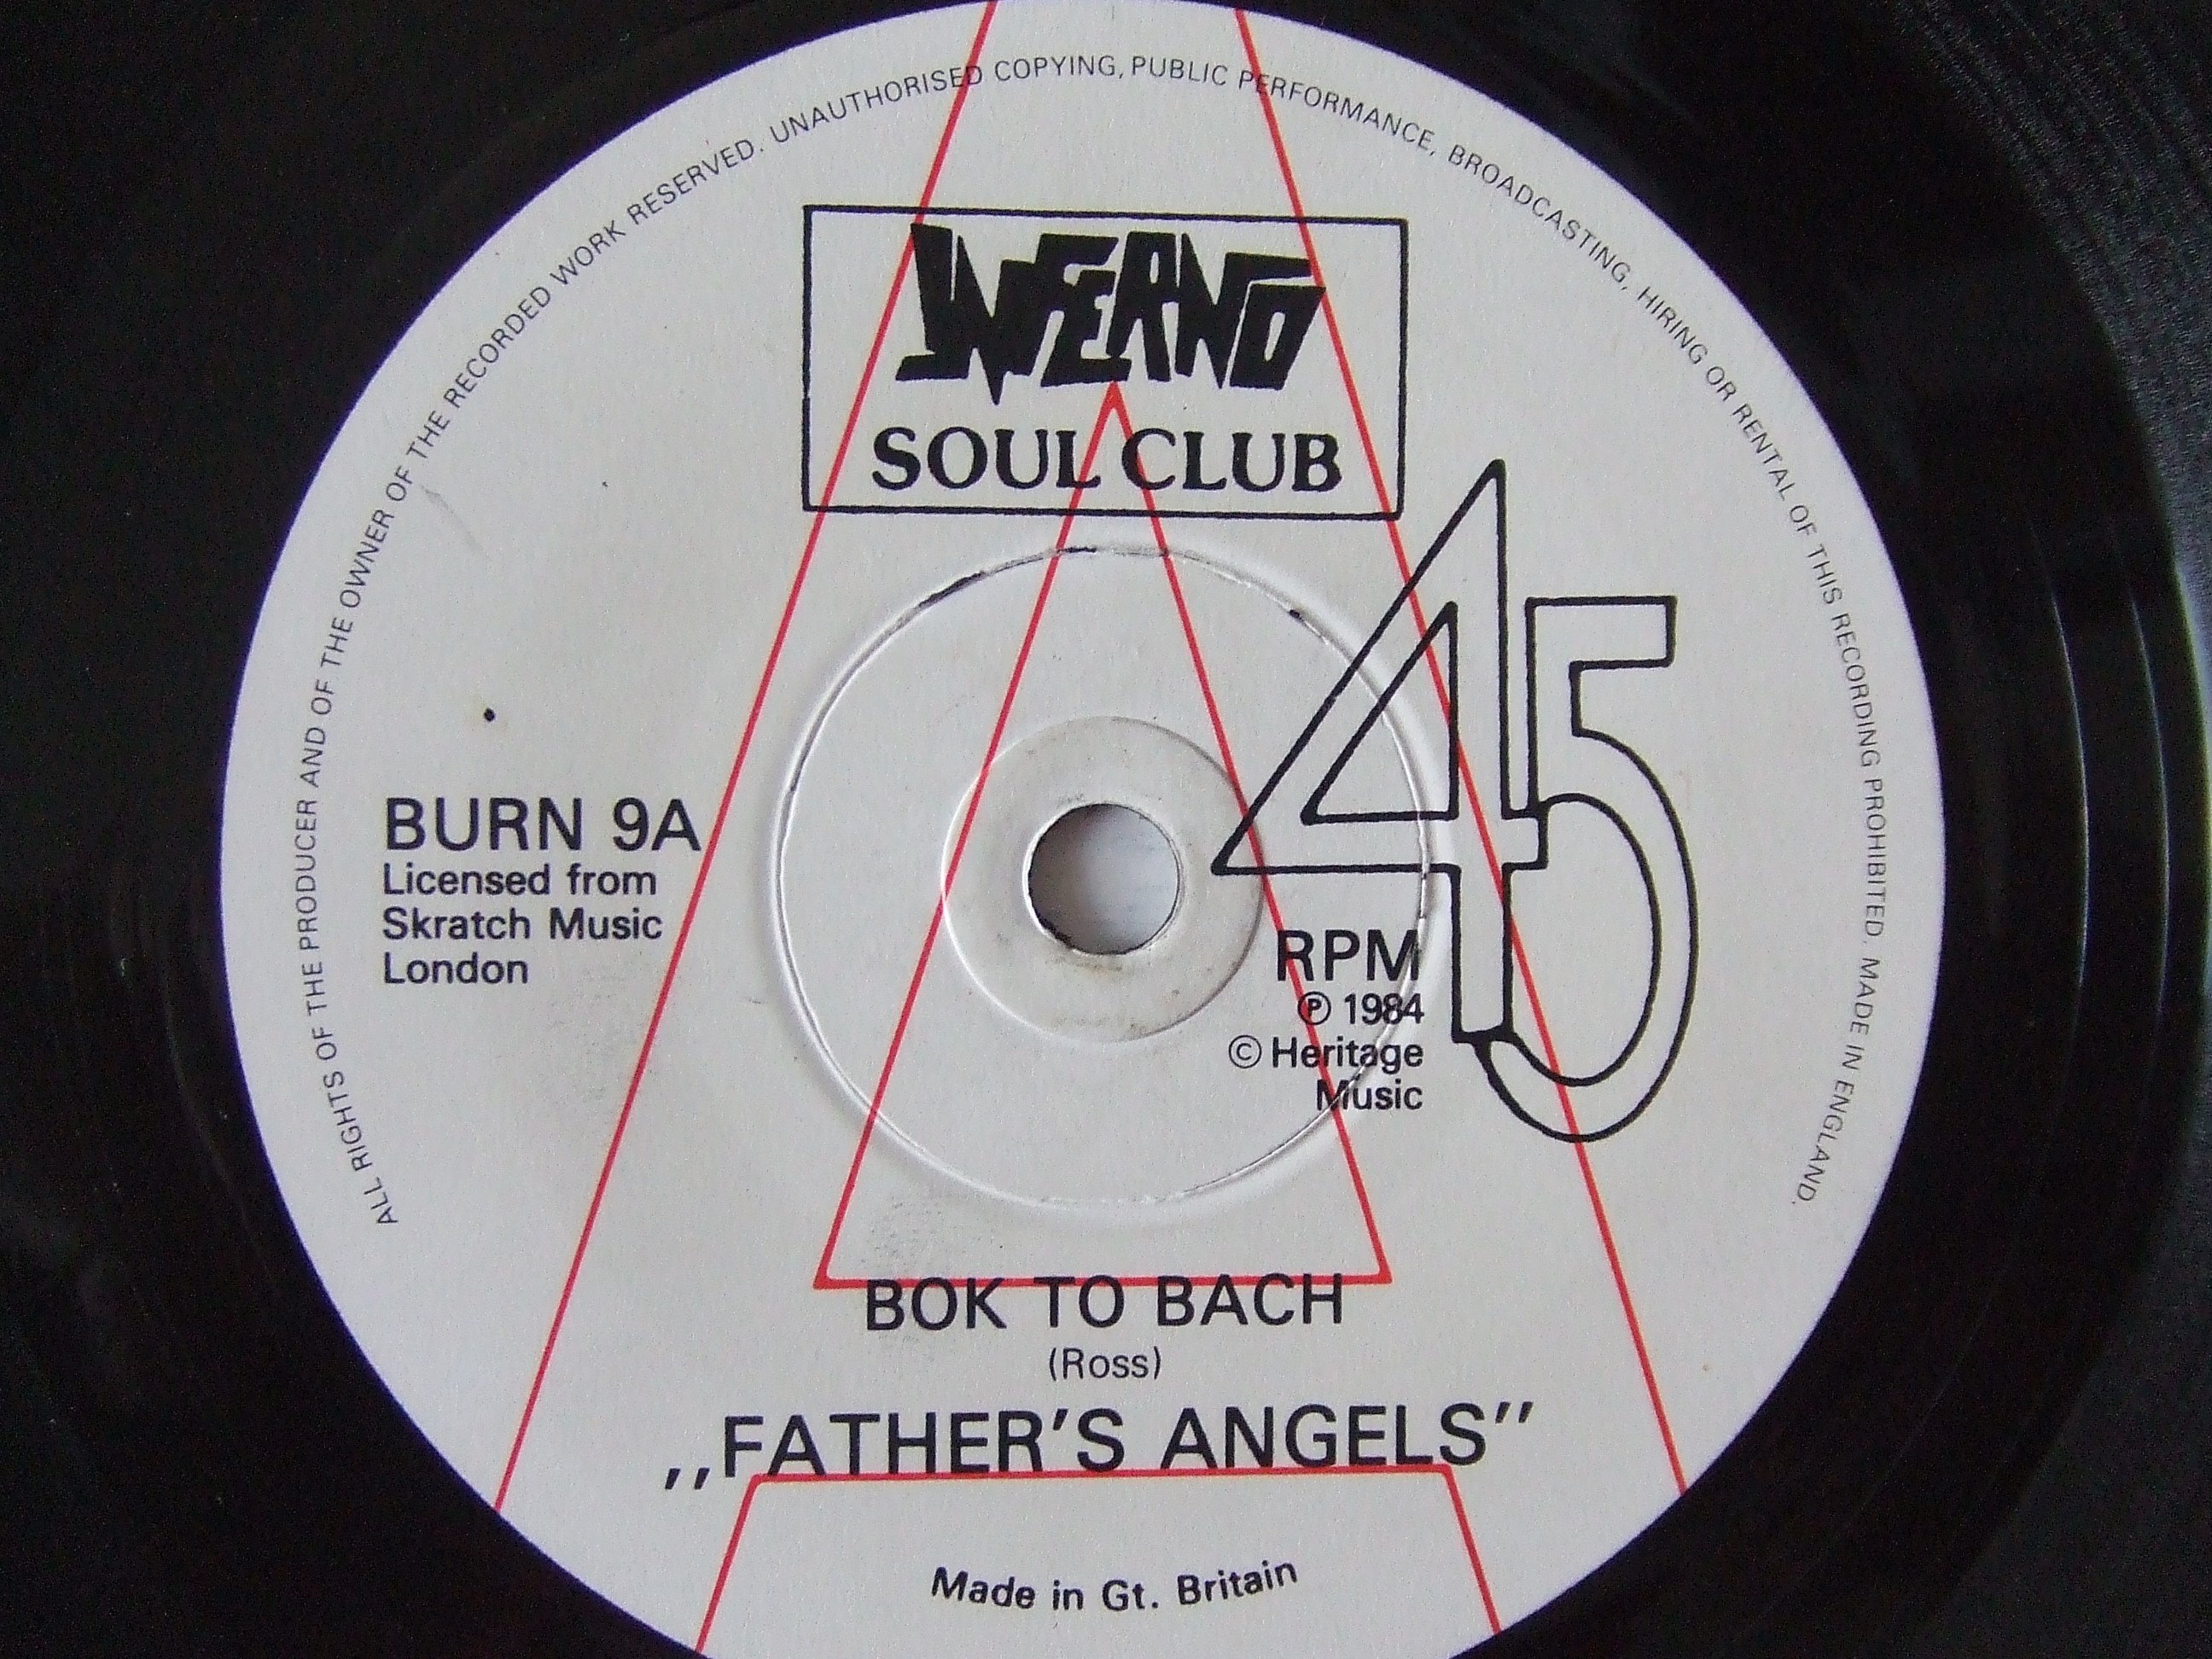 ALL RIGHTS OF THE PRODUCER AND OF THE OWNER OF THE RECORDED WORK RESERVED. UNAUTHORISED COPYING, PUBLIC PERFORMANCE, BROADCASTING, HIRING OR RENTAL OF THIS RECORDING PROHIBITED. MADE IN ENGLAND.
INFERNO
SOUL CLUB
45
RPM
℗ 1984
© Heritage
Music
BURN 9A
Licensed from
Skratch Music
London
BOK TO BACH
(Ross)
,,FATHER'S ANGELS"
Made in Gt. Britain